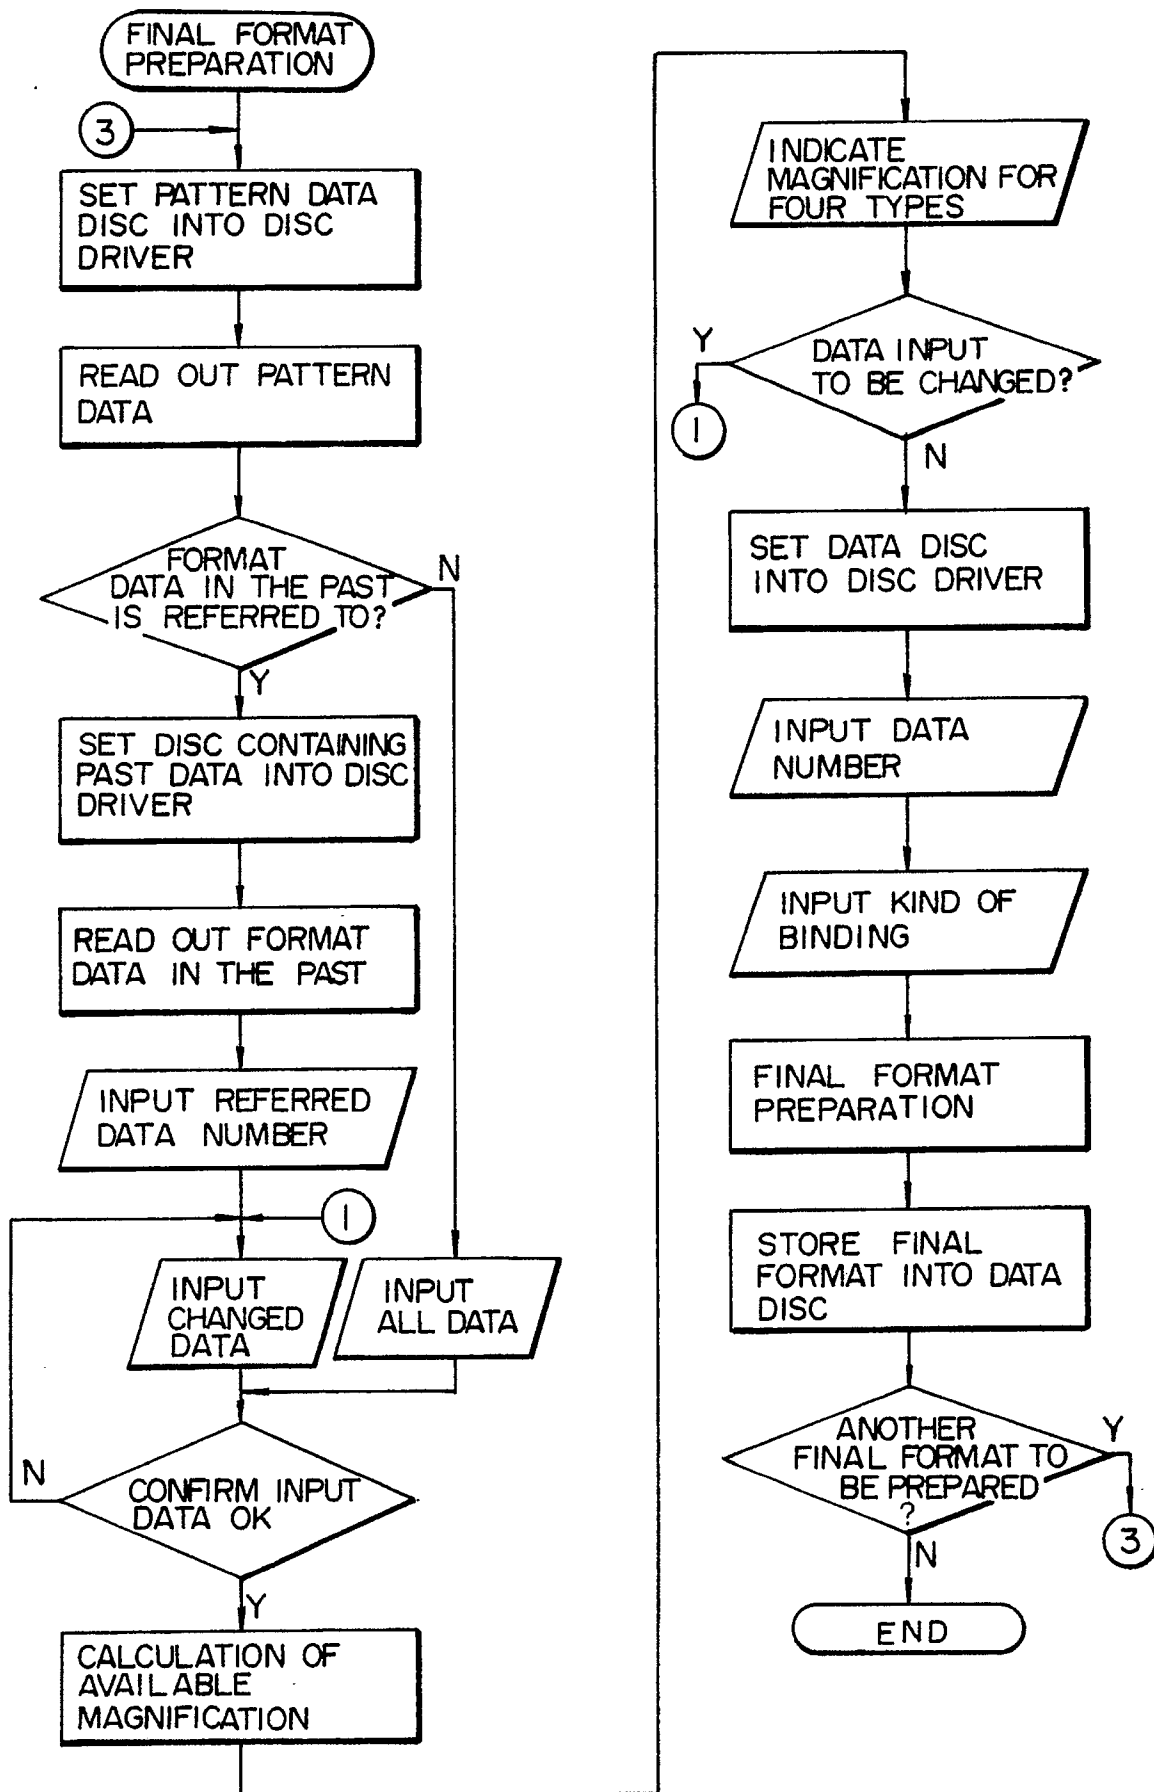 FINAL FORMAT
PREPARATION
3
SET PATTERN DATA
DISC INTO DISC
DRIVER
READ OUT PATTERN
DATA
FORMAT
DATA IN THE PAST
IS REFERRED TO?
N
Y
SET DISC CONTAINING
PAST DATA INTO DISC
DRIVER
READ OUT FORMAT
DATA IN THE PAST
INPUT REFERRED
DATA NUMBER
1
INPUT
CHANGED
DATA
INPUT
ALL DATA
N
CONFIRM INPUT
DATA OK
Y
CALCULATION OF
AVAILABLE
MAGNIFICATION
INDICATE
MAGNIFICATION FOR
FOUR TYPES
Y
DATA INPUT
TO BE CHANGED?
1
N
SET DATA DISC
INTO DISC DRIVER
INPUT DATA
NUMBER
INPUT KIND OF
BINDING
FINAL FORMAT
PREPARATION
STORE FINAL
FORMAT INTO DATA
DISC
ANOTHER
FINAL FORMAT TO
BE PREPARED
?
Y
3
N
END